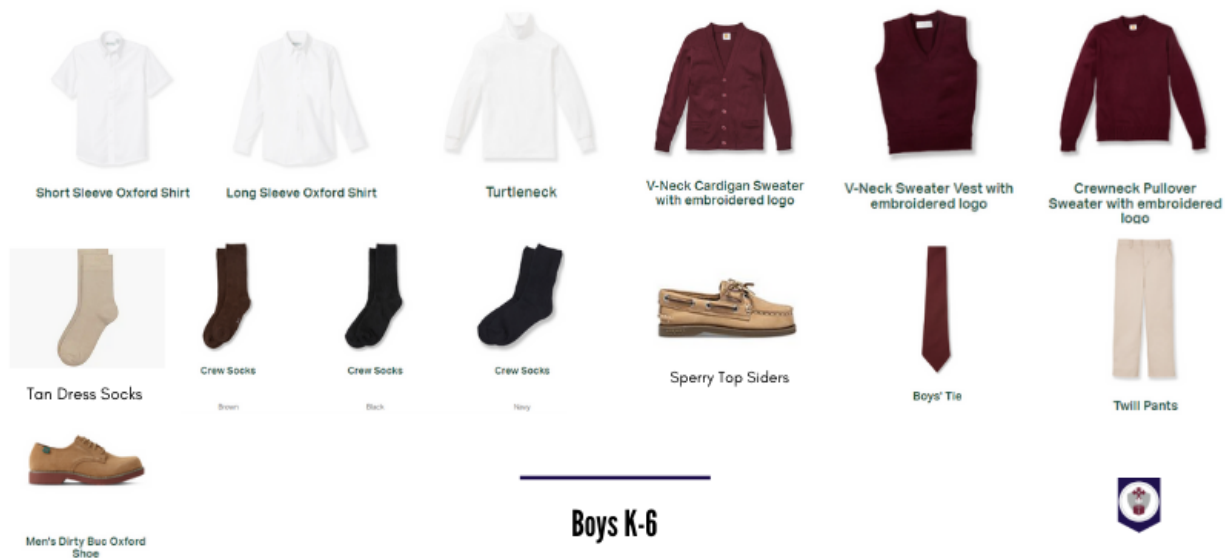 Short Sleeve Oxford Shirt
Long Sleeve Oxford Shirt
Turtleneck
V-Neck Cardigan Sweater
with embroidered logo
V-Neck Sweater Vest with
embroidered logo
Crewneck Pullover
Sweater with embroidered
logo
Tan Dress Socks
Crew Socks
Brown
Crew Socks
Black
Crew Socks
Navy
Sperry Top Siders
Boys' Tie
Twill Pants
Men's Dirty Buc Oxford
Shoe
Boys K-6